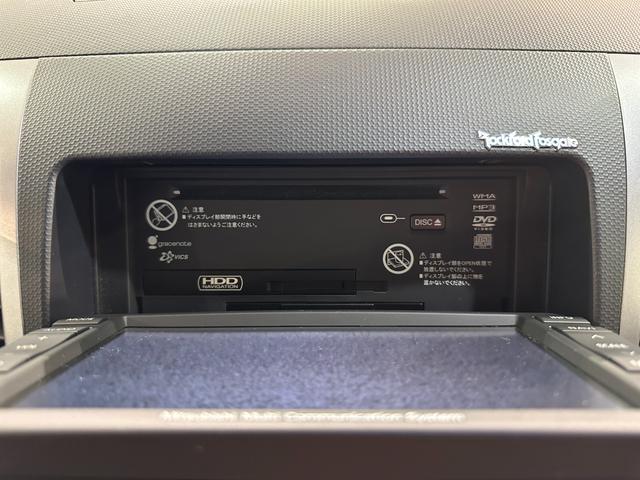 Rockford Fosgate
注意
■ディスプレイ部開閉時に手などを
はさまないようご注意ください。
gracenote
VICS
HDD
NAVIGATION
DISC
WMA
MP3
DVD
VIDEO
注意
■ディスプレイ部をOPEN状態で
放置しないでください。
■ディスプレイ部の上に物を
置かないでください。
INFO
NAVI
SCALE
Mitsubishi Multi Communication System